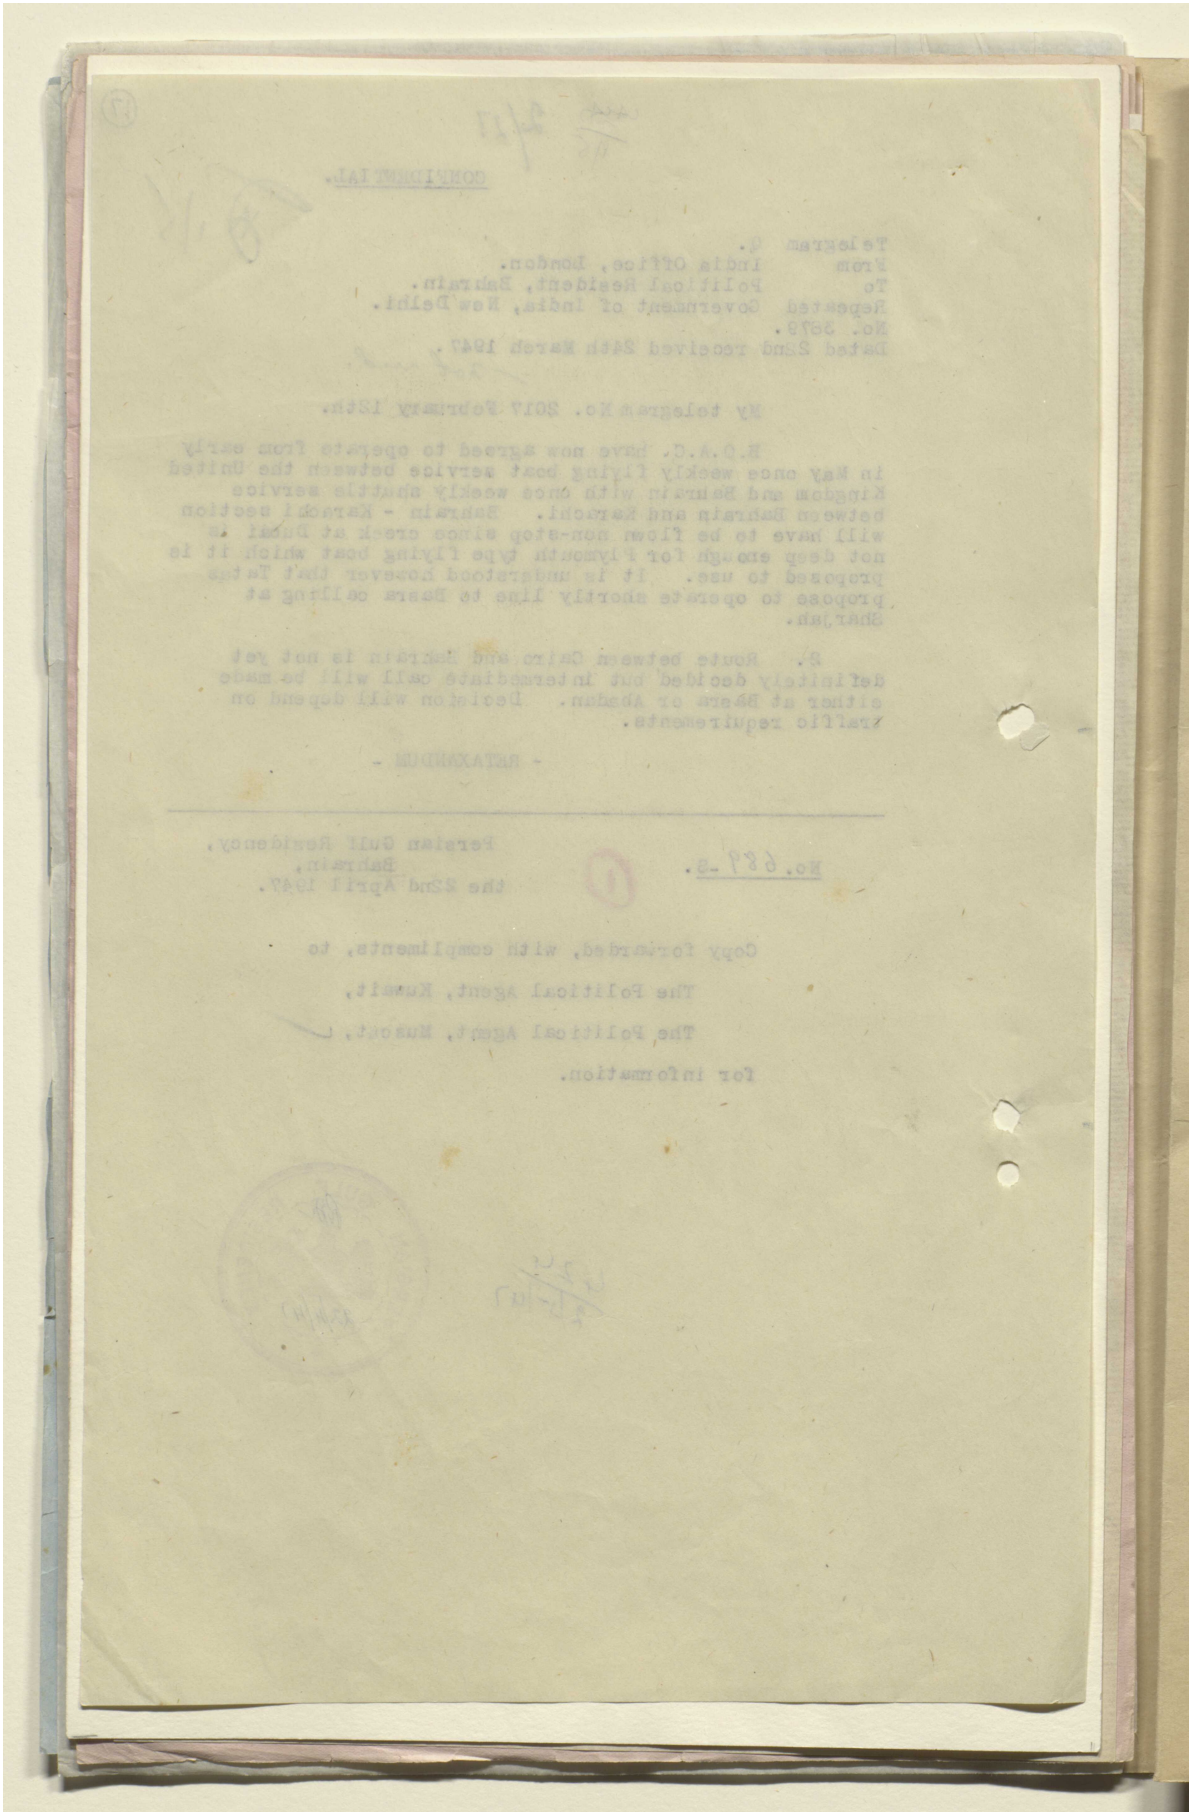 CONFIDENTIAL.
Telegram Q.
From India Office, London.
To Political Resident, Bahrain.
Repeated Government of India, New Delhi.
No. 3879.
Dated 22nd received 24th March 1947.
My telegram No. 2017 February 12th.
B.O.A.C. have now agreed to operate from early
in May once weekly flying boat service between the United
Kingdom and Bahrain with once weekly shuttle service
between Bahrain and Karachi. Bahrain - Karachi section
will have to be flown non-stop since creek at Dubai is
not deep enough for Plymouth type flying boat which it is
proposed to use. It is understood however that Tatas
propose to operate shortly line to Basra calling at
Sharjah.
2. Route between Cairo and Bahrain is not yet
definitely decided but intermediate call will be made
either at Basra or Abadan. Decision will depend on
traffic requirements.
- RETAXANDUM -
No. 689-S.
Persian Gulf Residency,
Bahrain,
the 22nd April 1947.
Copy forwarded, with compliments, to
The Political Agent, Kuwait,
The Political Agent, Muscat,
for information.